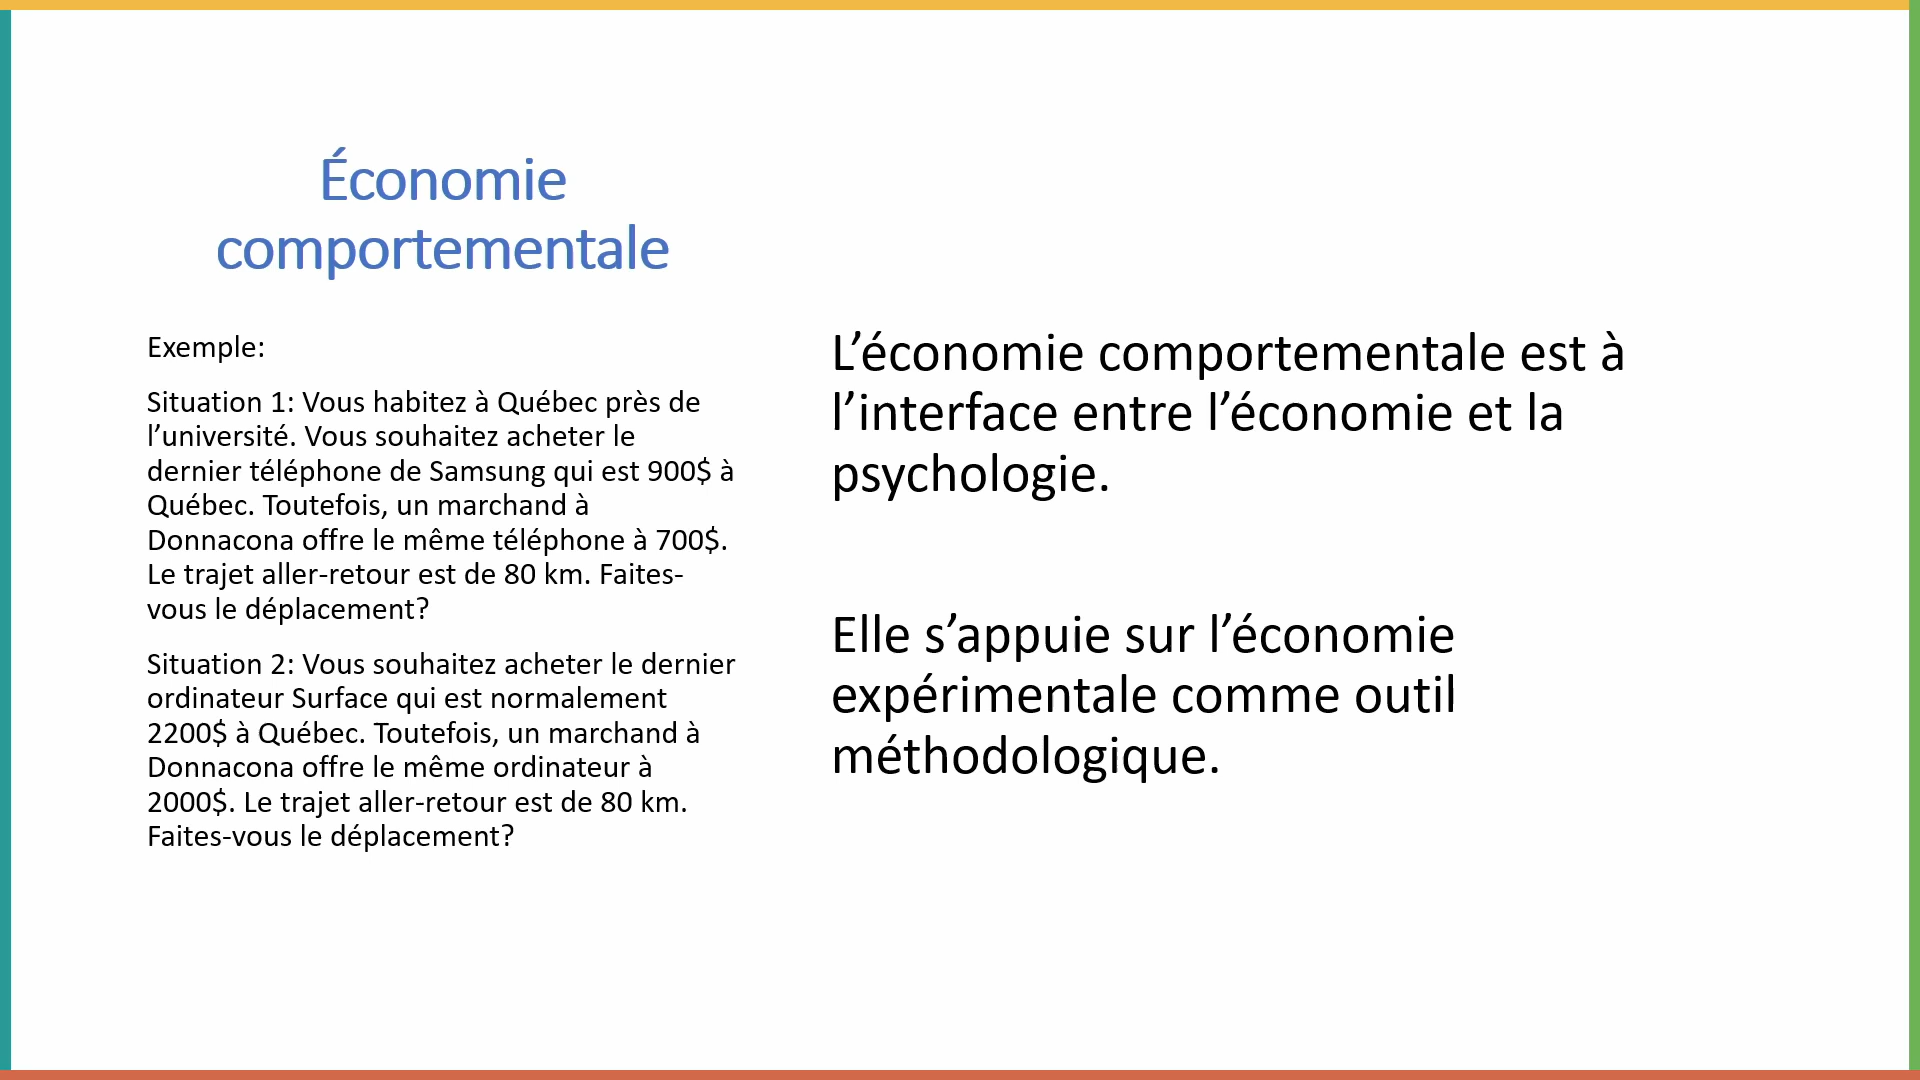 Économie
comportementale
Exemple:
Situation 1: Vous habitez à Québec près de
l’université. Vous souhaitez acheter le
dernier téléphone de Samsung qui est 900$ à
Québec. Toutefois, un marchand à
Donnacona offre le même téléphone à 700$.
Le trajet aller-retour est de 80 km. Faites-
vous le déplacement?
Situation 2: Vous souhaitez acheter le dernier
ordinateur Surface qui est normalement
2200$ à Québec. Toutefois, un marchand à
Donnacona offre le même ordinateur à
2000$. Le trajet aller-retour est de 80 km.
Faites-vous le déplacement?
L’économie comportementale est à
l’interface entre l’économie et la
psychologie.
Elle s’appuie sur l’économie
expérimentale comme outil
méthodologique.